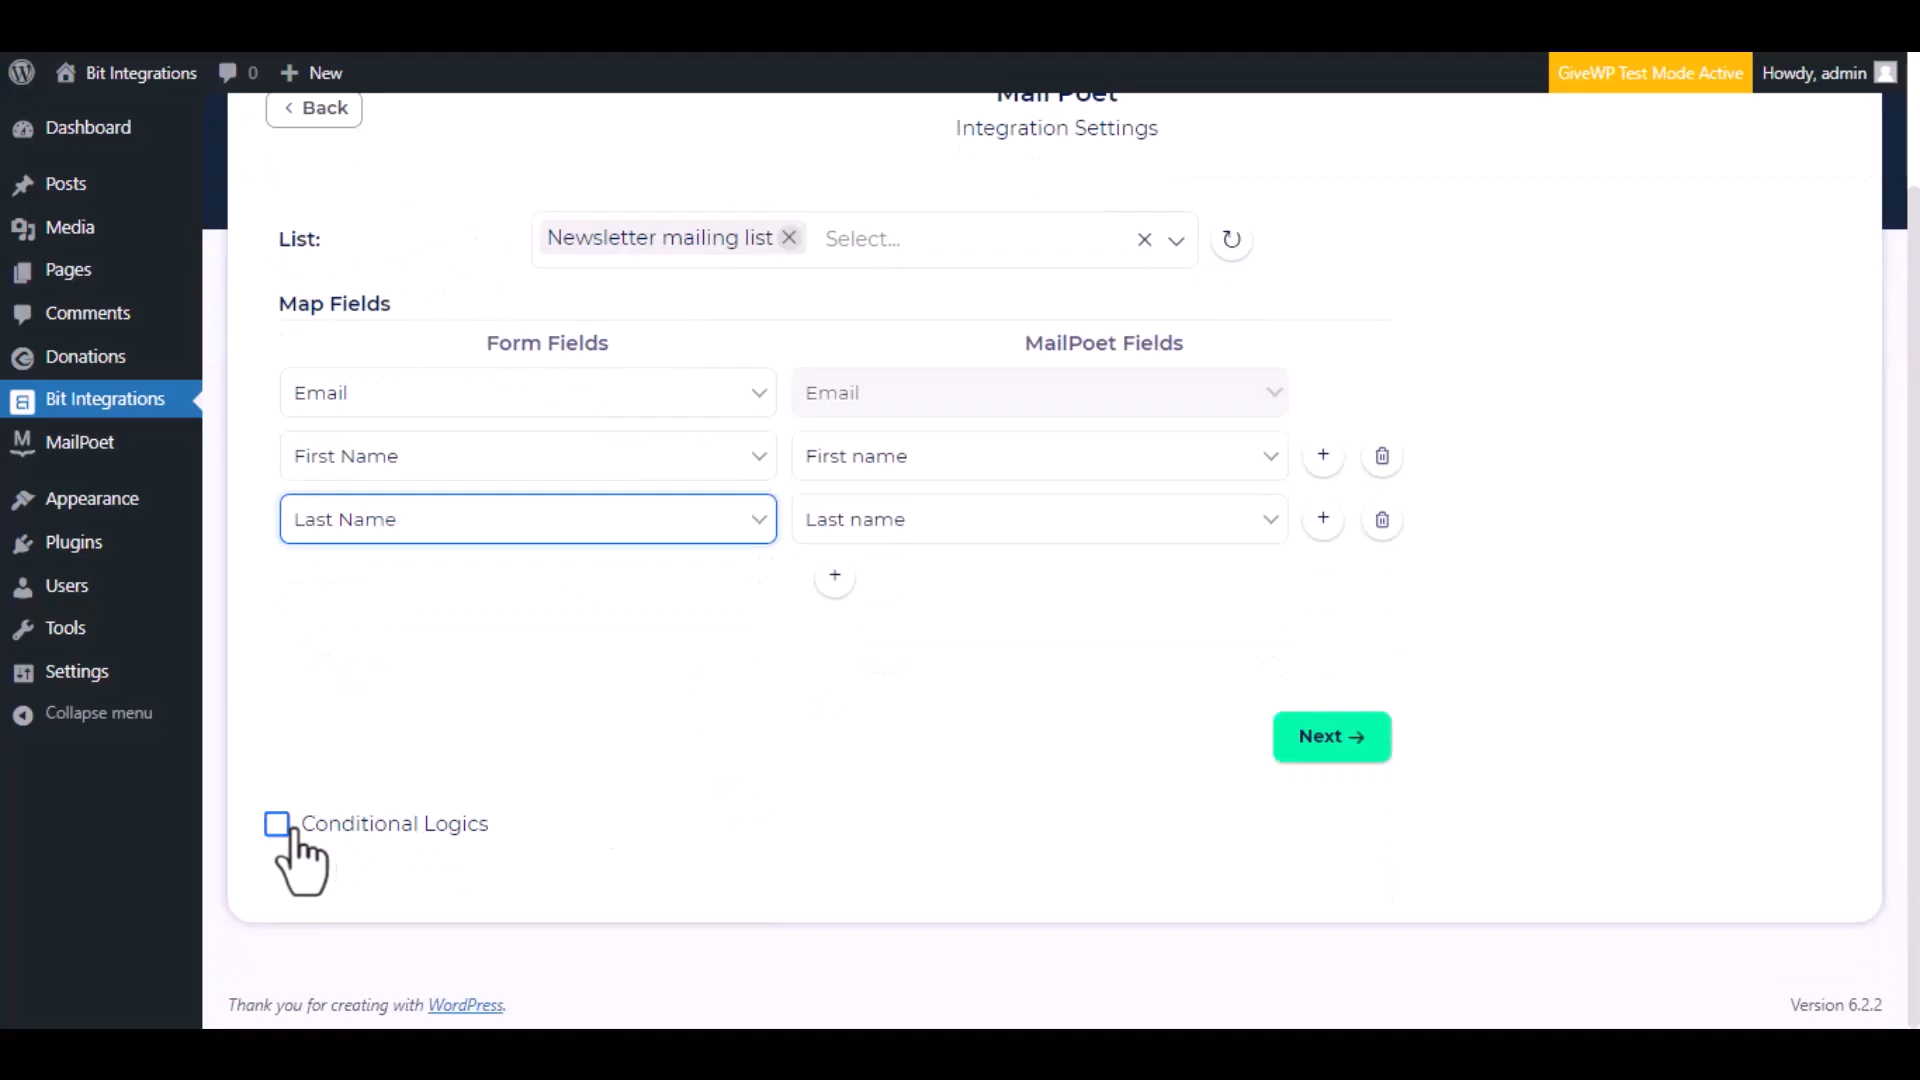 Bit Integrations 0 New GiveWP Test Mode Active Howdy, admin
Dashboard
Posts
Media
Pages
Comments
Donations
Bit Integrations
MailPoet
Appearance
Plugins
Users
Tools
Settings
Collapse menu
Back
Mail Poet
Integration Settings
List: Newsletter mailing list Select...
Map Fields
Form Fields MailPoet Fields
Email Email
First Name First name
Last Name Last name
Next →
Conditional Logics
Thank you for creating with WordPress. Version 6.2.2